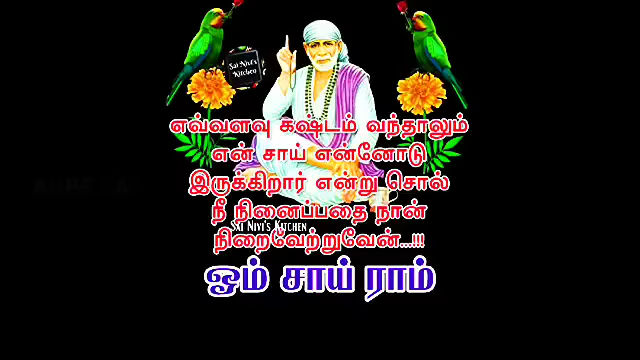 Sai Nivi's
Kitchen
எவ்வளவு கஷ்டம் வந்தாலும்
என் சாய் என்னோடு
இருக்கிறார் என்று சொல்
நீ நினைப்பதை நான்
Sai Nivi's Kitchen
நிறைவேற்றுவேன்...!!!
ஓம் சாய் ராம்